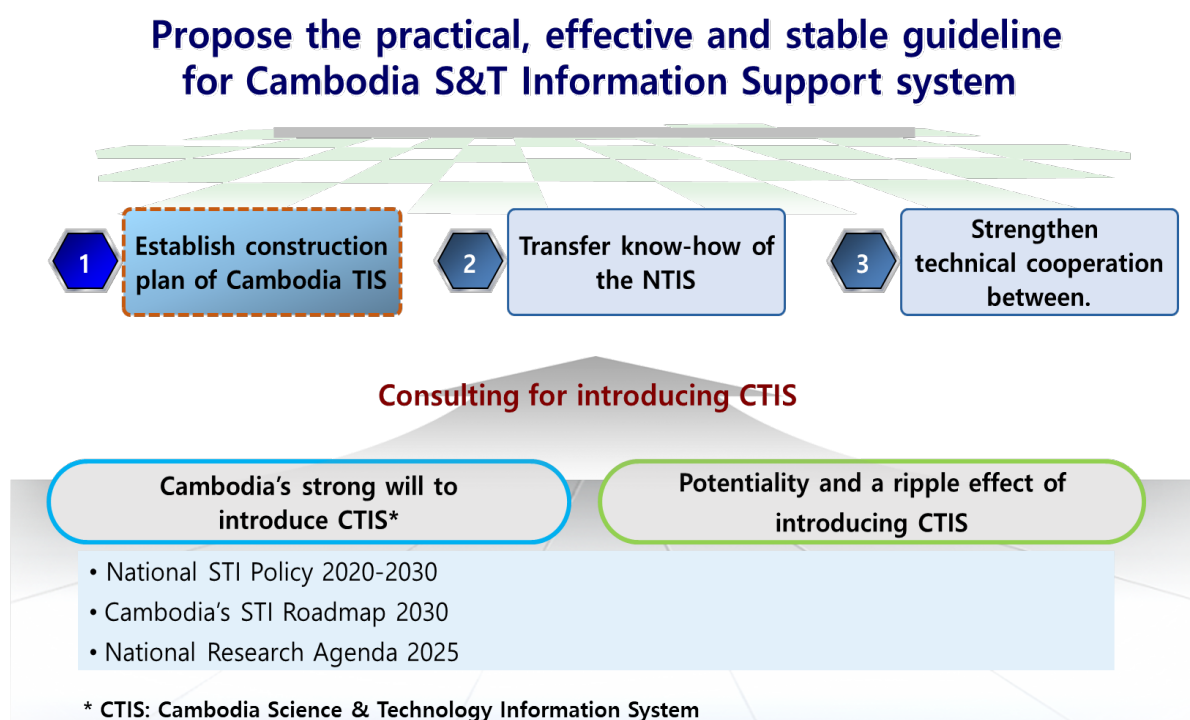 Propose the practical, effective and stable guideline
for Cambodia S&T Information Support system
1
Establish construction
plan of Cambodia TIS
2
Transfer know-how of
the NTIS
3
Strengthen
technical cooperation
between.
Consulting for introducing CTIS
Cambodia’s strong will to
introduce CTIS*
Potentiality and a ripple effect of
introducing CTIS
• National STI Policy 2020-2030
• Cambodia’s STI Roadmap 2030
• National Research Agenda 2025
* CTIS: Cambodia Science & Technology Information System